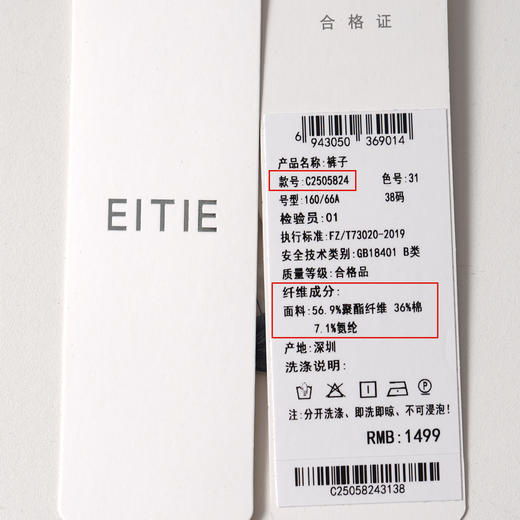 EITIE
合格证
6 943050 369014
产品名称:裤子
款号:C2505824 色号:31
号型:160/66A 38码
检验员:01
执行标准:FZ/T73020-2019
安全技术类别:GB18401 B类
质量等级:合格品
纤维成分:
面料:56.9%聚酯纤维 36%棉
7.1%氨纶
产地:深圳
洗涤说明:
注:分开洗涤、即洗即晾、不可浸泡!
RMB:1499
C25058243138